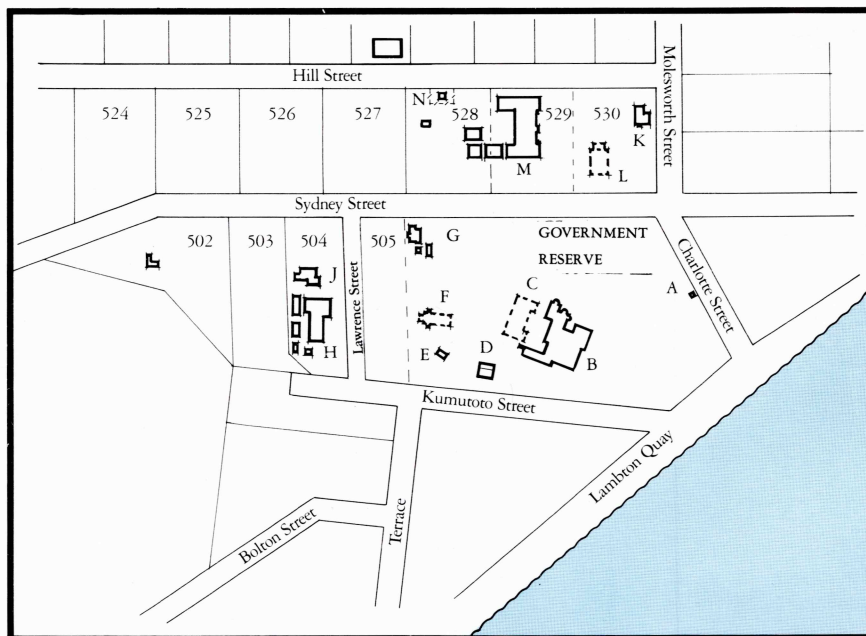 Hill Street
Molesworth Street
524
525
526
527
N
528
529
530
K
M
L
Sydney Street
502
503
504
505
G
GOVERNMENT
RESERVE
Charlotte Street
A
J
Lawrence Street
F
C
H
E
D
B
Kumutoto Street
Lambton Quay
Bolton Street
Terrace